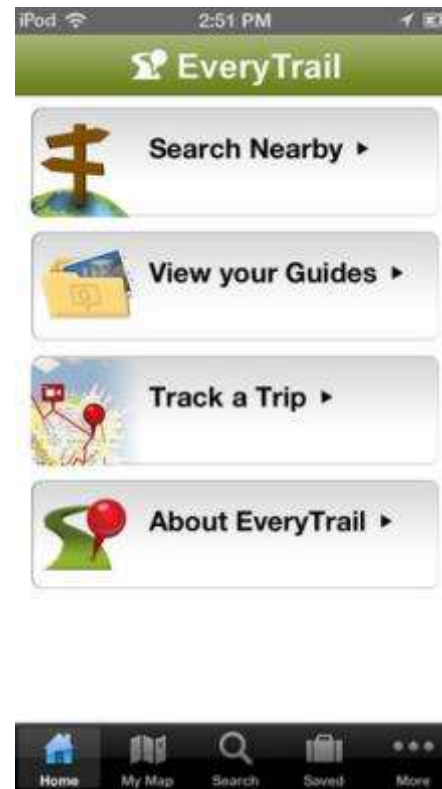 iPod 2:51 PM
EveryTrail
Search Nearby ▸
View your Guides ▸
Track a Trip ▸
About EveryTrail ▸
Home My Map Search Saved More